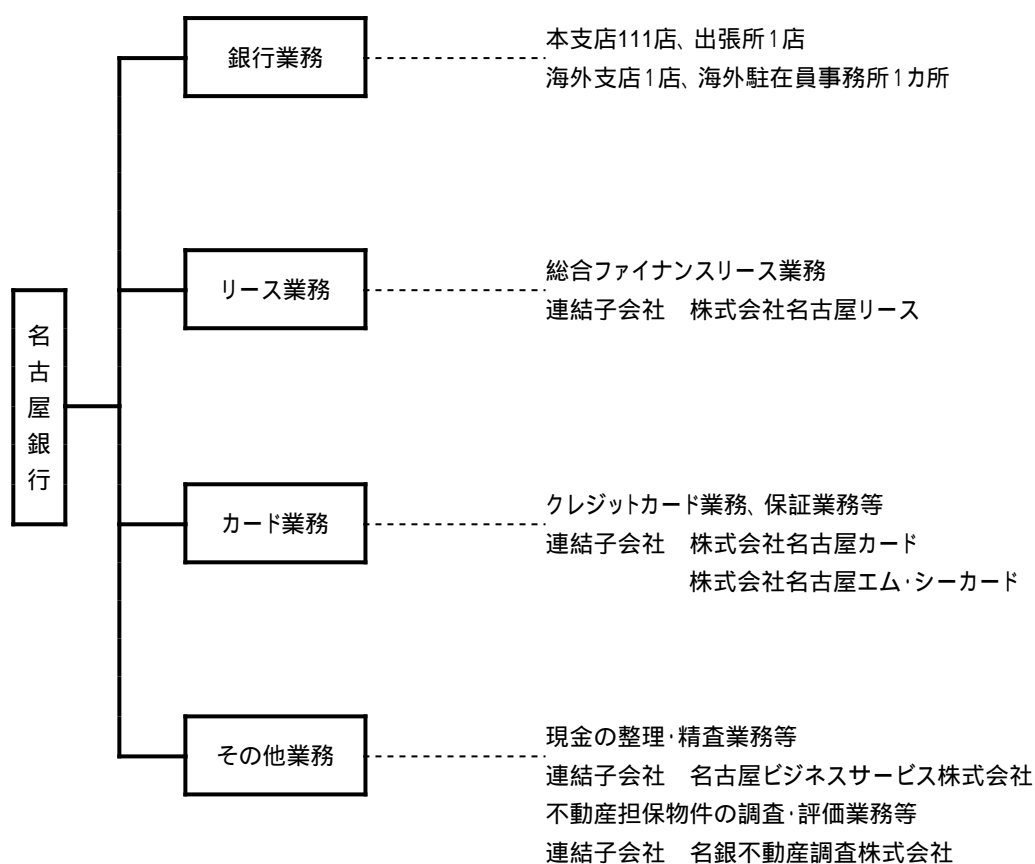 名古屋銀行
銀行業務
本支店111店、出張所1店
海外支店1店、海外駐在員事務所1カ所
リース業務
総合ファイナンスリース業務
連結子会社　株式会社名古屋リース
カード業務
クレジットカード業務、保証業務等
連結子会社　株式会社名古屋カード
株式会社名古屋エム・シーカード
その他業務
現金の整理・精査業務等
連結子会社　名古屋ビジネスサービス株式会社
不動産担保物件の調査・評価業務等
連結子会社　名銀不動産調査株式会社